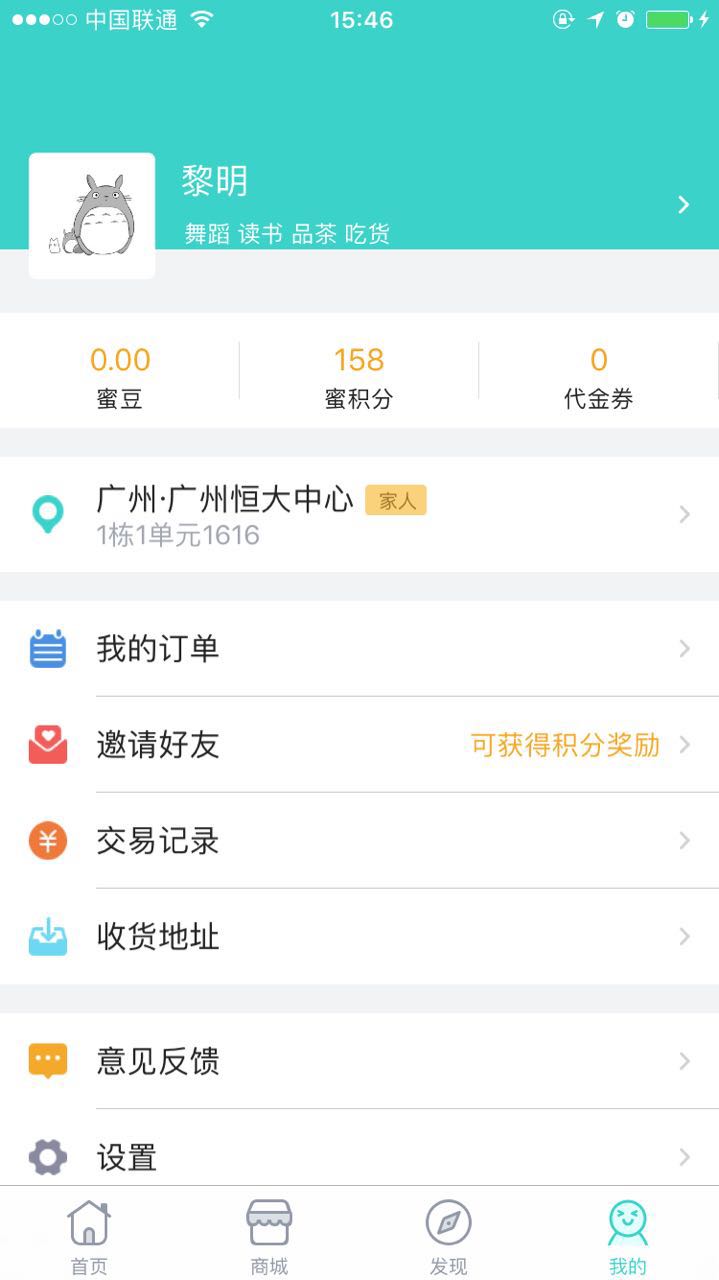 中国联通 15:46
黎明
舞蹈 读书 品茶 吃货
0.00 158 0
蜜豆 蜜积分 代金券
广州·广州恒大中心 家人
1栋1单元1616
我的订单
邀请好友 可获得积分奖励
交易记录
收货地址
意见反馈
设置
首页 商城 发现 我的